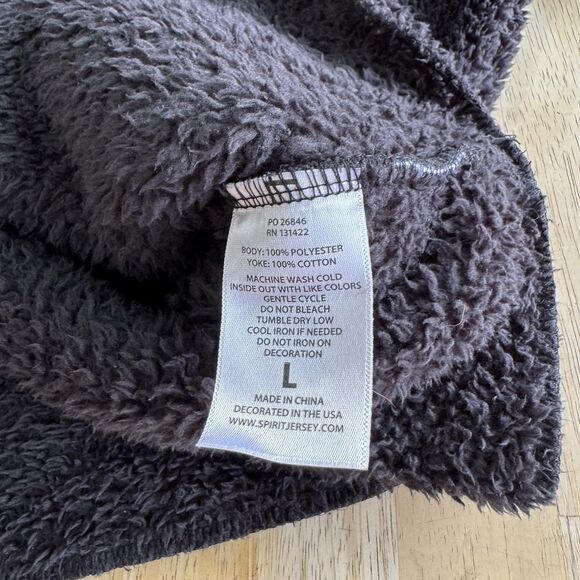 PO 26846
RN 131422
BODY: 100% POLYESTER
YOKE: 100% COTTON
MACHINE WASH COLD
INSIDE OUT WITH LIKE COLORS
GENTLE CYCLE
DO NOT BLEACH
TUMBLE DRY LOW
COOL IRON IF NEEDED
DO NOT IRON ON
DECORATION
L
MADE IN CHINA
DECORATED IN THE USA
WWW.SPIRITJERSEY.COM